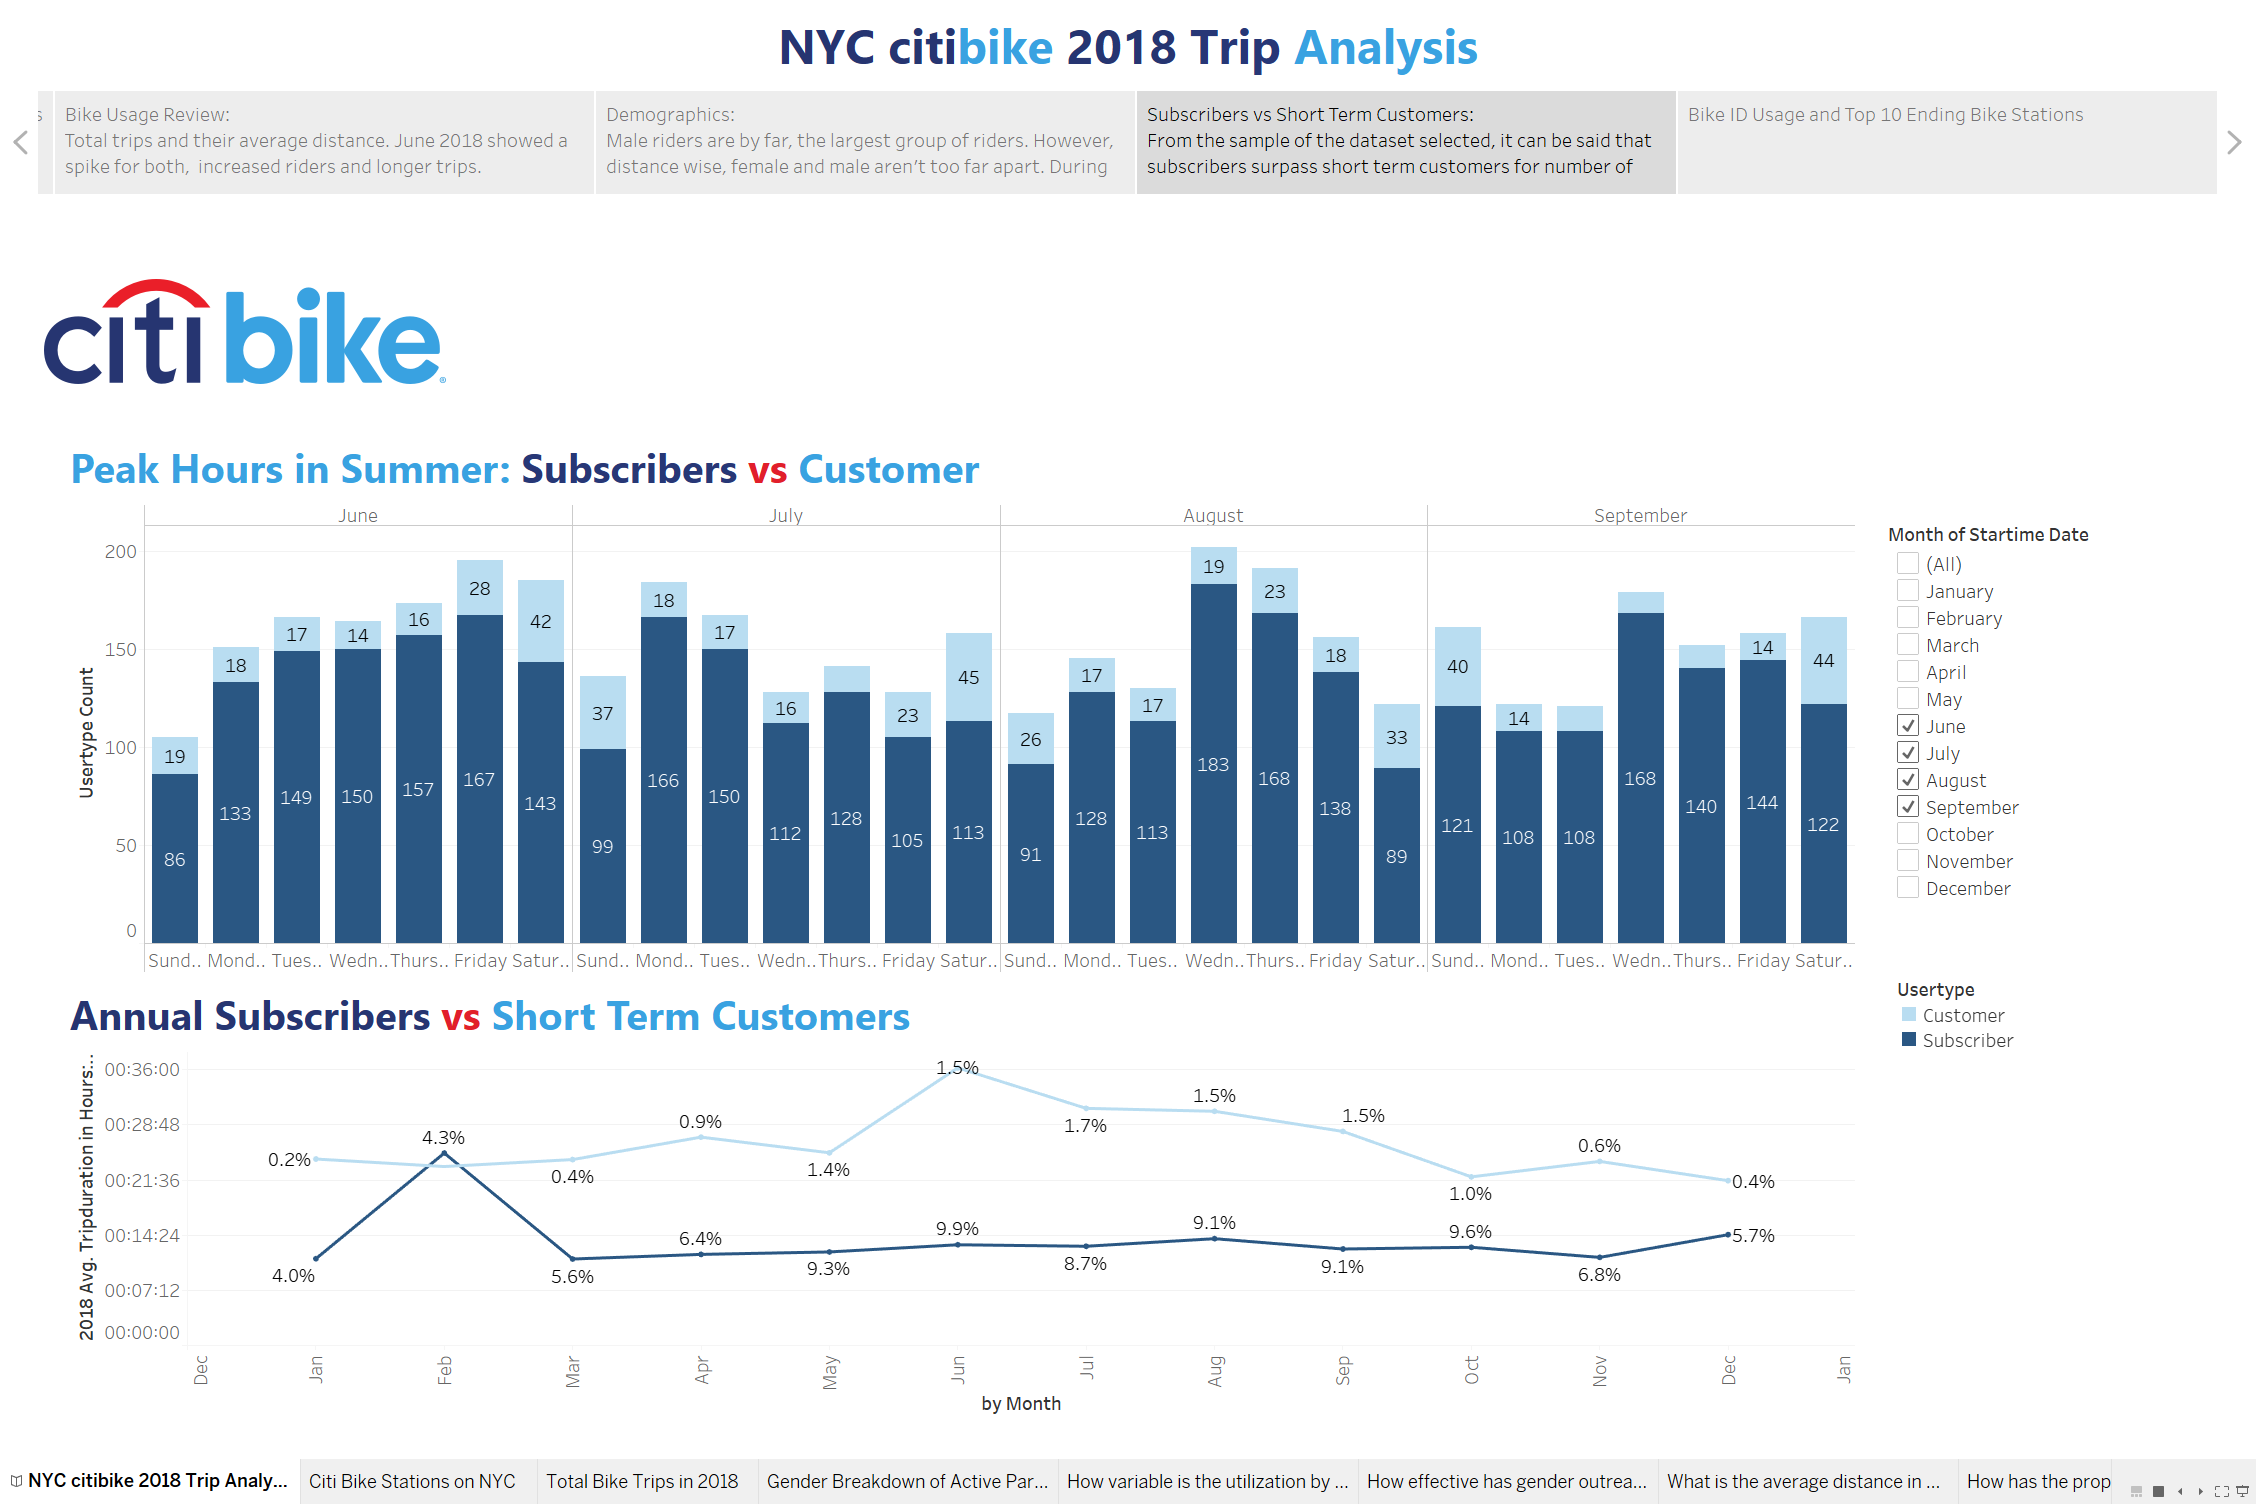 NYC citibike 2018 Trip Analysis
s
Bike Usage Review:
Total trips and their average distance. June 2018 showed a
spike for both, increased riders and longer trips.
Demographics:
Male riders are by far, the largest group of riders. However,
distance wise, female and male aren't too far apart. During
Subscribers vs Short Term Customers:
From the sample of the dataset selected, it can be said that
subscribers surpass short term customers for number of
Bike ID Usage and Top 10 Ending Bike Stations
citi bike®
Peak Hours in Summer: Subscribers vs Customer
June July August September
Usertype Count
200
150
100
50
0
19 18 17 14 16 28 42 37 18 17 16 23 45 26 17 17 19 23 18 33 40 14 14 44
86 133 149 150 157 167 143 99 166 150 112 128 105 113 91 128 113 183 168 138 89 121 108 108 168 140 144 122
Sund.. Mond.. Tues.. Wedn.. Thurs.. Friday Satur.. Sund.. Mond.. Tues.. Wedn.. Thurs.. Friday Satur.. Sund.. Mond.. Tues.. Wedn.. Thurs.. Friday Satur.. Sund.. Mond.. Tues.. Wedn.. Thurs.. Friday Satur..
Month of Startime Date
(All)
January
February
March
April
May
June
July
August
September
October
November
December
Usertype
Customer
Subscriber
Annual Subscribers vs Short Term Customers
2018 Avg. Tripduration in Hours:..
00:36:00
00:28:48
00:21:36
00:14:24
00:07:12
00:00:00
0.2% 0.4% 0.9% 1.4% 1.5% 1.7% 1.5% 1.5% 1.0% 0.6% 0.4%
4.0% 4.3% 5.6% 6.4% 9.3% 9.9% 8.7% 9.1% 9.1% 9.6% 6.8% 5.7%
Dec Jan Feb Mar Apr May Jun Jul Aug Sep Oct Nov Dec Jan
by Month
NYC citibike 2018 Trip Analy...
Citi Bike Stations on NYC
Total Bike Trips in 2018
Gender Breakdown of Active Par...
How variable is the utilization by ...
How effective has gender outrea...
What is the average distance in ...
How has the prop